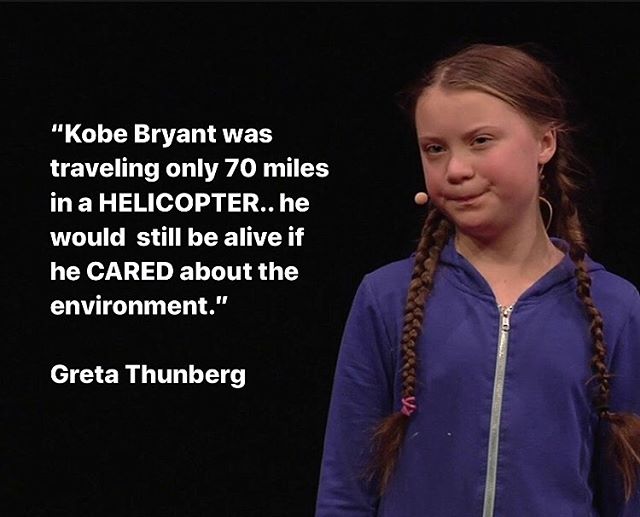 “Kobe Bryant was
traveling only 70 miles
in a HELICOPTER.. he
would  still be alive if
he CARED about the
environment.”
Greta Thunberg